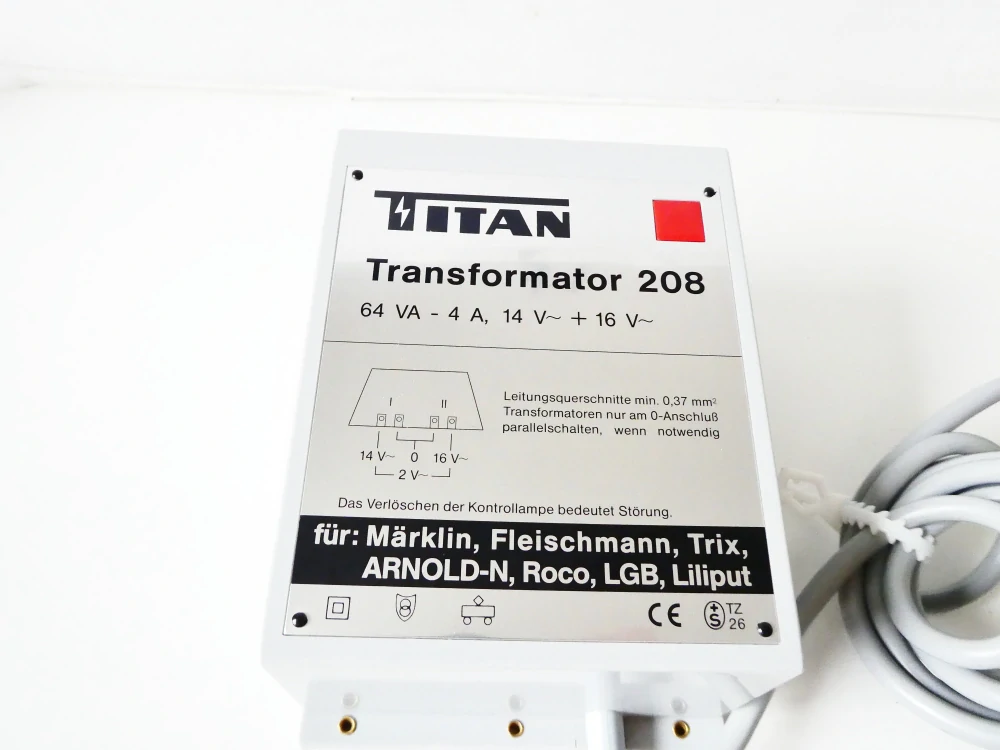 TITAN
Transformator 208
64 VA - 4 A, 14 V~ + 16 V~
I II
14 V~ 0 16 V~
2 V~
Leitungsquerschnitte min. 0,37 mm²
Transformatoren nur am 0-Anschluß
parallelschalten, wenn notwendig
Das Verlöschen der Kontrollampe bedeutet Störung.
für: Märklin, Fleischmann, Trix,
ARNOLD-N, Roco, LGB, Liliput
CE +S TZ
26